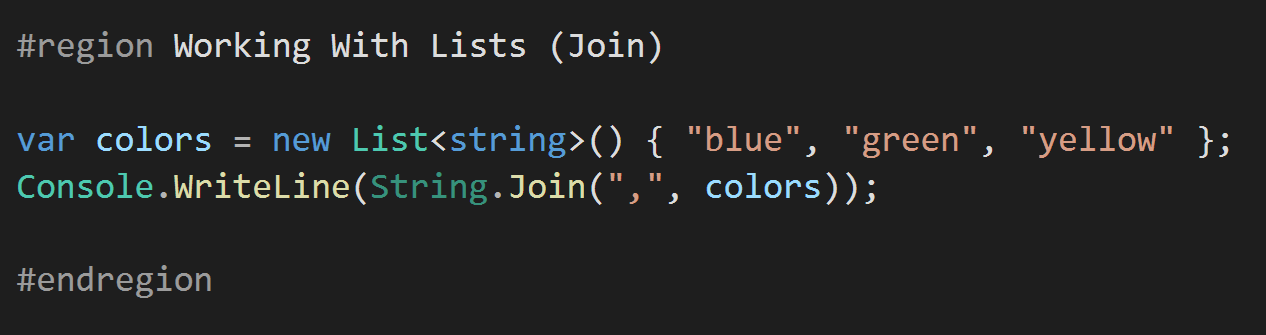 #region Working With Lists (Join)
var colors = new List<string>() { "blue", "green", "yellow" };
Console.WriteLine(String.Join(",", colors));
#endregion